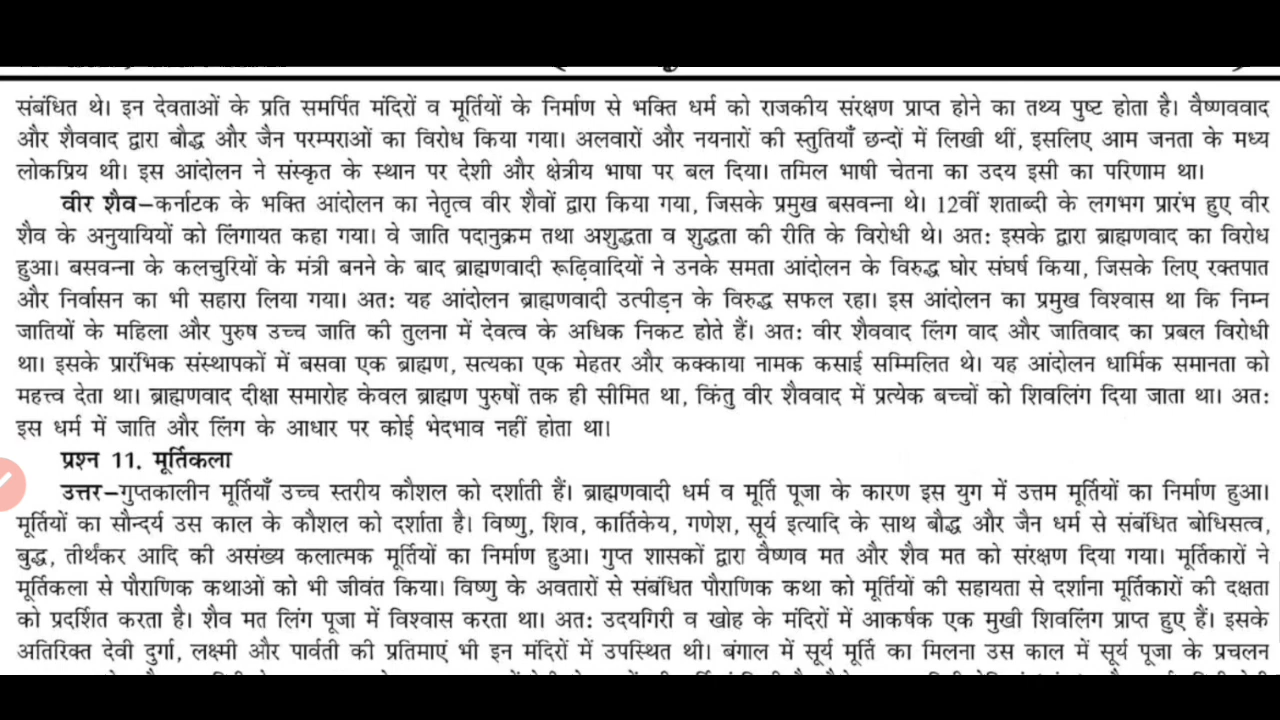 संबंधित थे। इन देवताओं के प्रति समर्पित मंदिरों व मूर्तियों के निर्माण से भक्ति धर्म को राजकीय संरक्षण प्राप्त होने का तथ्य पुष्ट होता है। वैष्णववाद
और शैववाद द्वारा बौद्ध और जैन परम्पराओं का विरोध किया गया। अलवारों और नयनारों की स्तुतियाँ छन्दों में लिखी थीं, इसलिए आम जनता के मध्य
लोकप्रिय थी। इस आंदोलन ने संस्कृत के स्थान पर देशी और क्षेत्रीय भाषा पर बल दिया। तमिल भाषी चेतना का उदय इसी का परिणाम था।
वीर शैव–कर्नाटक के भक्ति आंदोलन का नेतृत्व वीर शैवों द्वारा किया गया, जिसके प्रमुख बसवन्ना थे। 12वीं शताब्दी के लगभग प्रारंभ हुए वीर
शैव के अनुयायियों को लिंगायत कहा गया। वे जाति पदानुक्रम तथा अशुद्धता व शुद्धता की रीति के विरोधी थे। अत: इसके द्वारा ब्राह्मणवाद का विरोध
हुआ। बसवन्ना के कलचुरियों के मंत्री बनने के बाद ब्राह्मणवादी रूढ़िवादियों ने उनके समता आंदोलन के विरुद्ध घोर संघर्ष किया, जिसके लिए रक्तपात
और निर्वासन का भी सहारा लिया गया। अत: यह आंदोलन ब्राह्मणवादी उत्पीड़न के विरुद्ध सफल रहा। इस आंदोलन का प्रमुख विश्वास था कि निम्न
जातियों के महिला और पुरुष उच्च जाति की तुलना में देवत्व के अधिक निकट होते हैं। अत: वीर शैववाद लिंग वाद और जातिवाद का प्रबल विरोधी
था। इसके प्रारंभिक संस्थापकों में बसवा एक ब्राह्मण, सत्यका एक मेहतर और कक्काया नामक कसाई सम्मिलित थे। यह आंदोलन धार्मिक समानता को
महत्त्व देता था। ब्राह्मणवाद दीक्षा समारोह केवल ब्राह्मण पुरुषों तक ही सीमित था, किंतु वीर शैववाद में प्रत्येक बच्चों को शिवलिंग दिया जाता था। अत:
इस धर्म में जाति और लिंग के आधार पर कोई भेदभाव नहीं होता था।
प्रश्न 11. मूर्तिकला
उत्तर–गुप्तकालीन मूर्तियाँ उच्च स्तरीय कौशल को दर्शाती हैं। ब्राह्मणवादी धर्म व मूर्ति पूजा के कारण इस युग में उत्तम मूर्तियों का निर्माण हुआ।
मूर्तियों का सौन्दर्य उस काल के कौशल को दर्शाता है। विष्णु, शिव, कार्तिकेय, गणेश, सूर्य इत्यादि के साथ बौद्ध और जैन धर्म से संबंधित बोधिसत्व,
बुद्ध, तीर्थंकर आदि की असंख्य कलात्मक मूर्तियों का निर्माण हुआ। गुप्त शासकों द्वारा वैष्णव मत और शैव मत को संरक्षण दिया गया। मूर्तिकारों ने
मूर्तिकला से पौराणिक कथाओं को भी जीवंत किया। विष्णु के अवतारों से संबंधित पौराणिक कथा को मूर्तियों की सहायता से दर्शाना मूर्तिकारों की दक्षता
को प्रदर्शित करता है। शैव मत लिंग पूजा में विश्वास करता था। अत: उदयगिरी व खोह के मंदिरों में आकर्षक एक मुखी शिवलिंग प्राप्त हुए हैं। इसके
अतिरिक्त देवी दुर्गा, लक्ष्मी और पार्वती की प्रतिमाएं भी इन मंदिरों में उपस्थित थी। बंगाल में सूर्य मूर्ति का मिलना उस काल में सूर्य पूजा के प्रचलन